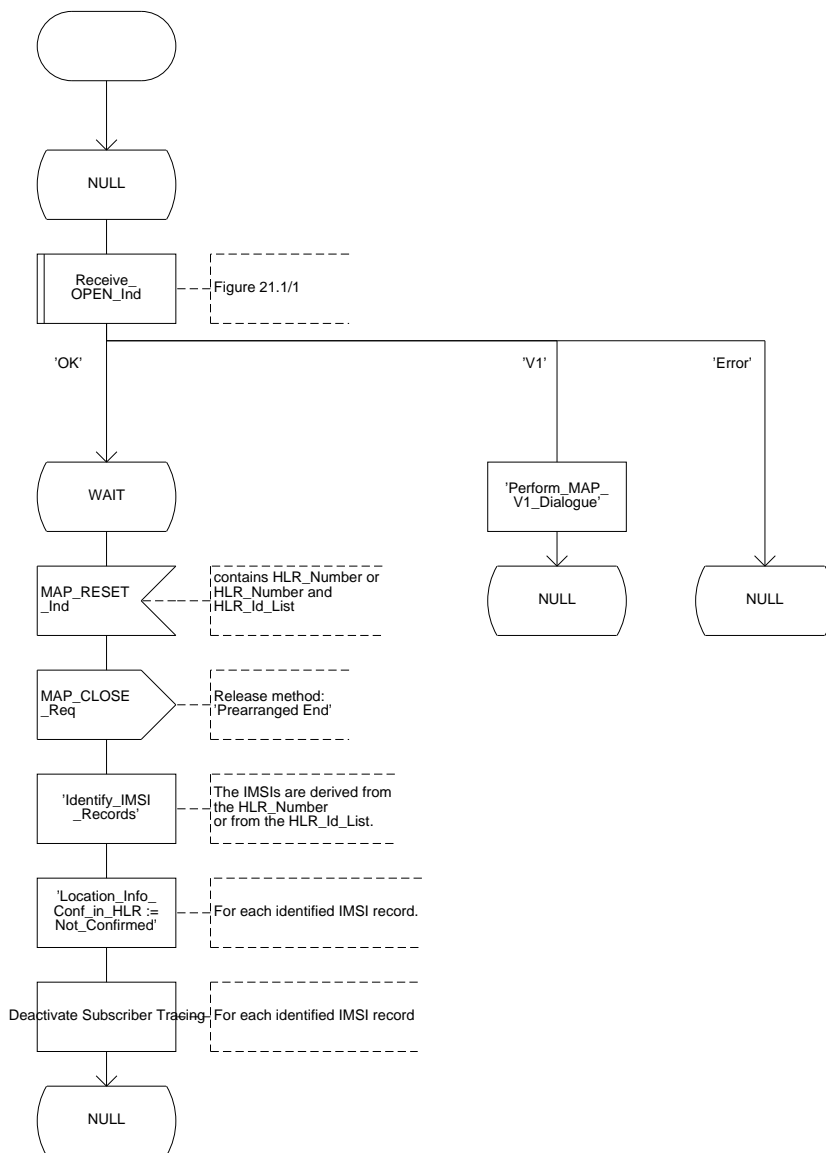 NULL
Receive_
OPEN_Ind
Figure 21.1/1
'OK'
'V1'
'Error'
WAIT
'Perform_MAP_
V1_Dialogue'
MAP_RESET
_Ind
contains HLR_Number or
HLR_Number and
HLR_Id_List
NULL
NULL
MAP_CLOSE
_Req
Release method:
'Prearranged End'
'Identify_IMSI
_Records'
The IMSIs are derived from
the HLR_Number
or from the HLR_Id_List.
'Location_Info_
Conf_in_HLR :=
Not_Confirmed'
For each identified IMSI record.
Deactivate Subscriber Tracing
For each identified IMSI record
NULL